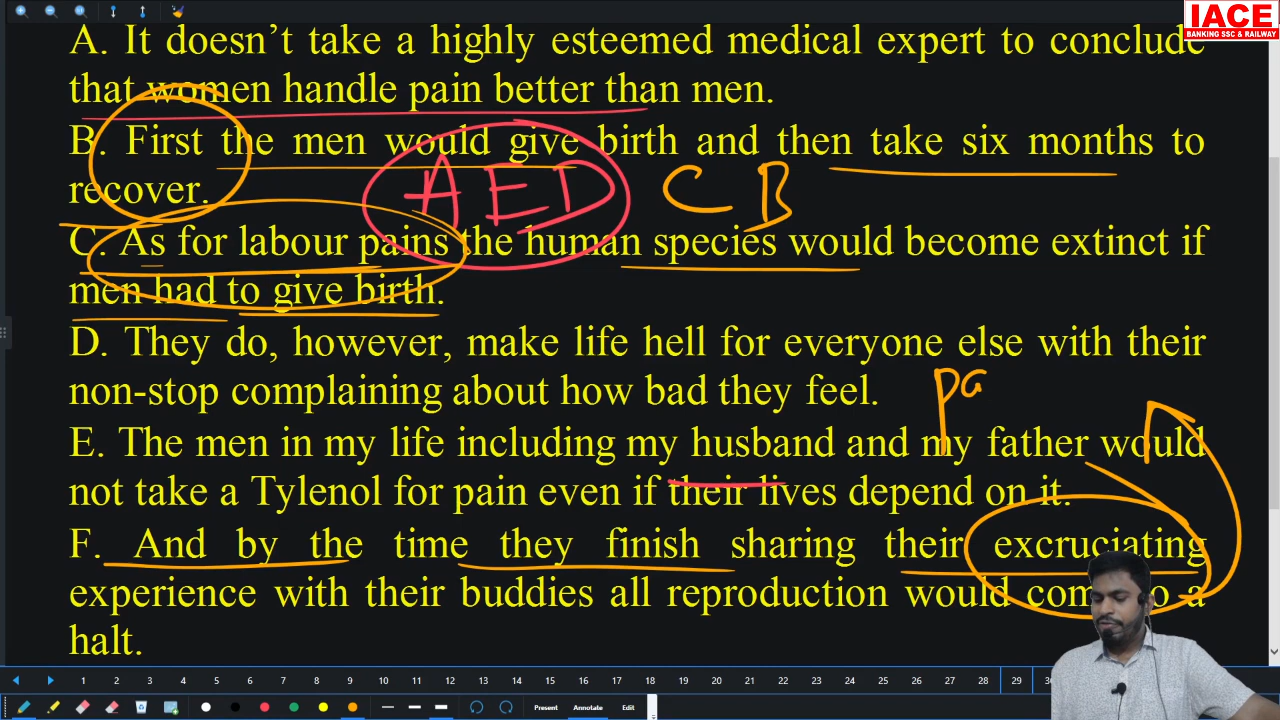 IACE
BANKING SSC & RAILWAY
A. It doesn’t take a highly esteemed medical expert to conclude
that women handle pain better than men.
B. First the men would give birth and then take six months to
recover.
AED CB
C. As for labour pains the human species would become extinct if
men had to give birth.
D. They do, however, make life hell for everyone else with their
non-stop complaining about how bad they feel.
pa
E. The men in my life including my husband and my father would
not take a Tylenol for pain even if their lives depend on it.
F. And by the time they finish sharing their excruciating
experience with their buddies all reproduction would come to a
halt.
1 2 3 4 5 6 7 8 9 10 11 12 13 14 15 16 17 18 19 20 21 22 23 24 25 26 27 28 29
Present Annotate Edit